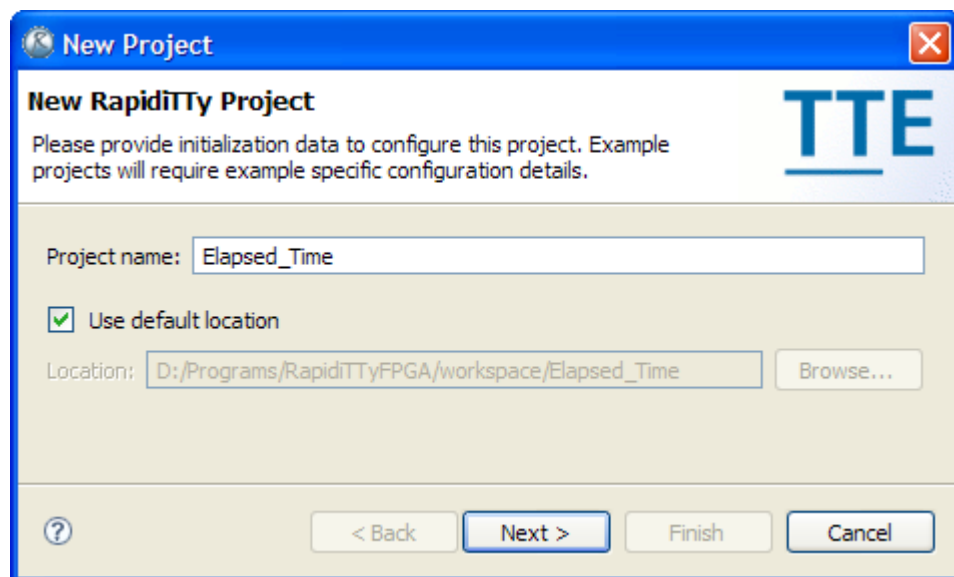 New Project
New RapidiTTy Project
TTE
Please provide initialization data to configure this project. Example
projects will require example specific configuration details.
Project name: Elapsed_Time
Use default location
Location: D:/Programs/RapidiTTyFPGA/workspace/Elapsed_Time Browse...
? < Back Next > Finish Cancel